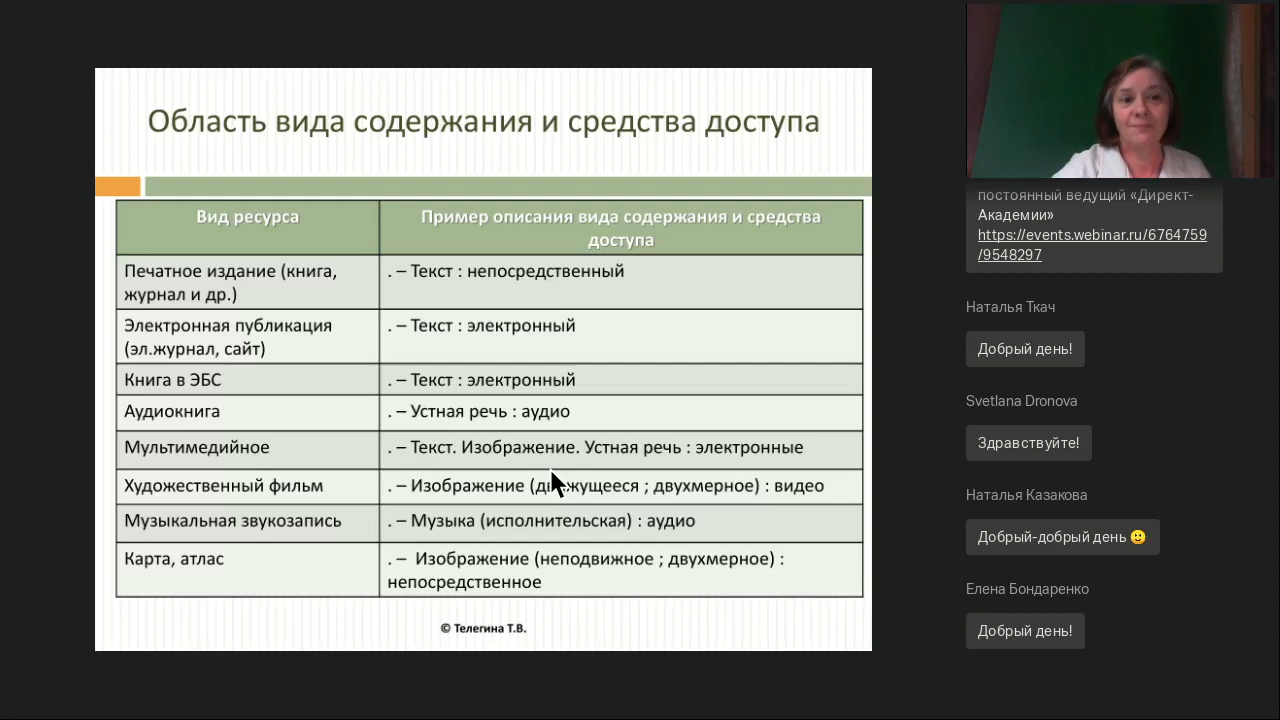 Область вида содержания и средства доступа
Вид ресурса
Пример описания вида содержания и средства
доступа
Печатное издание (книга,
журнал и др.)
. – Текст : непосредственный
Электронная публикация
(эл.журнал, сайт)
. – Текст : электронный
Книга в ЭБС
. – Текст : электронный
Аудиокнига
. – Устная речь : аудио
Мультимедийное
. – Текст. Изображение. Устная речь : электронные
Художественный фильм
. – Изображение (движущееся ; двухмерное) : видео
Музыкальная звукозапись
. – Музыка (исполнительская) : аудио
Карта, атлас
. – Изображение (неподвижное ; двухмерное) :
непосредственное
© Телегина Т.В.
постоянный ведущий «Директ-
Академии»
https://events.webinar.ru/6764759
/9548297
Наталья Ткач
Добрый день!
Svetlana Dronova
Здравствуйте!
Наталья Казакова
Добрый-добрый день 🙂
Елена Бондаренко
Добрый день!